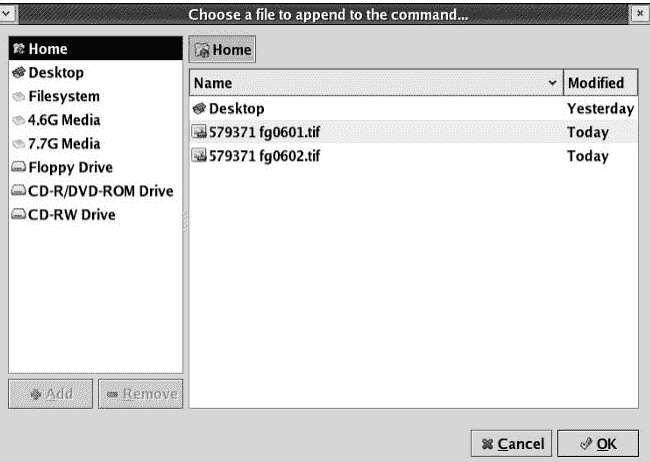 Choose a file to append to the command...
Home
Desktop
Filesystem
4.6G Media
7.7G Media
Floppy Drive
CD-R/DVD-ROM Drive
CD-RW Drive
Add Remove
Home
Name Modified
Desktop Yesterday
579371 fg0601.tif Today
579371 fg0602.tif Today
Cancel OK